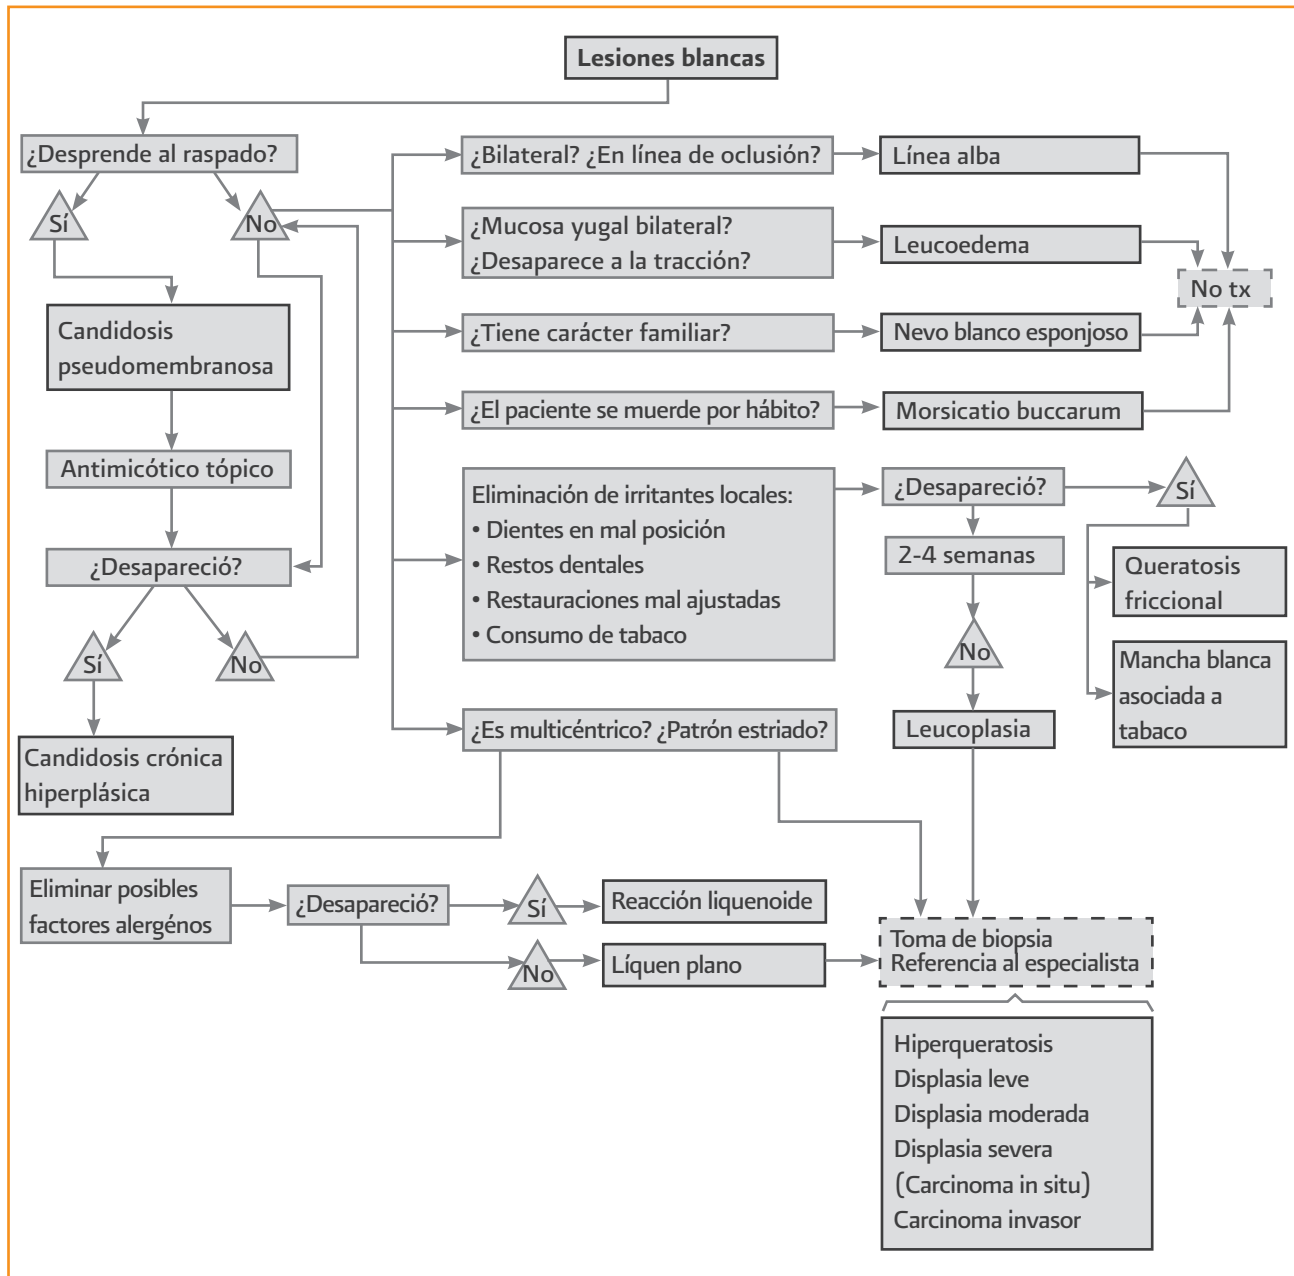 Lesiones blancas
¿Desprende al raspado?
Sí
No
Candidosis
pseudomembranosa
Antimicótico tópico
¿Desapareció?
Sí
No
Candidosis crónica
hiperplásica
¿Bilateral? ¿En línea de oclusión?
Línea alba
¿Mucosa yugal bilateral?
¿Desaparece a la tracción?
Leucoedema
No tx
¿Tiene carácter familiar?
Nevo blanco esponjoso
¿El paciente se muerde por hábito?
Morsicatio buccarum
Eliminación de irritantes locales:
• Dientes en mal posición
• Restos dentales
• Restauraciones mal ajustadas
• Consumo de tabaco
¿Desapareció?
Sí
2-4 semanas
No
Leucoplasia
Queratosis
friccional
Mancha blanca
asociada a
tabaco
¿Es multicéntrico? ¿Patrón estriado?
Eliminar posibles
factores alergénos
¿Desapareció?
Sí
Reacción liquenoide
No
Líquen plano
Toma de biopsia
Referencia al especialista
Hiperqueratosis
Displasia leve
Displasia moderada
Displasia severa
(Carcinoma in situ)
Carcinoma invasor